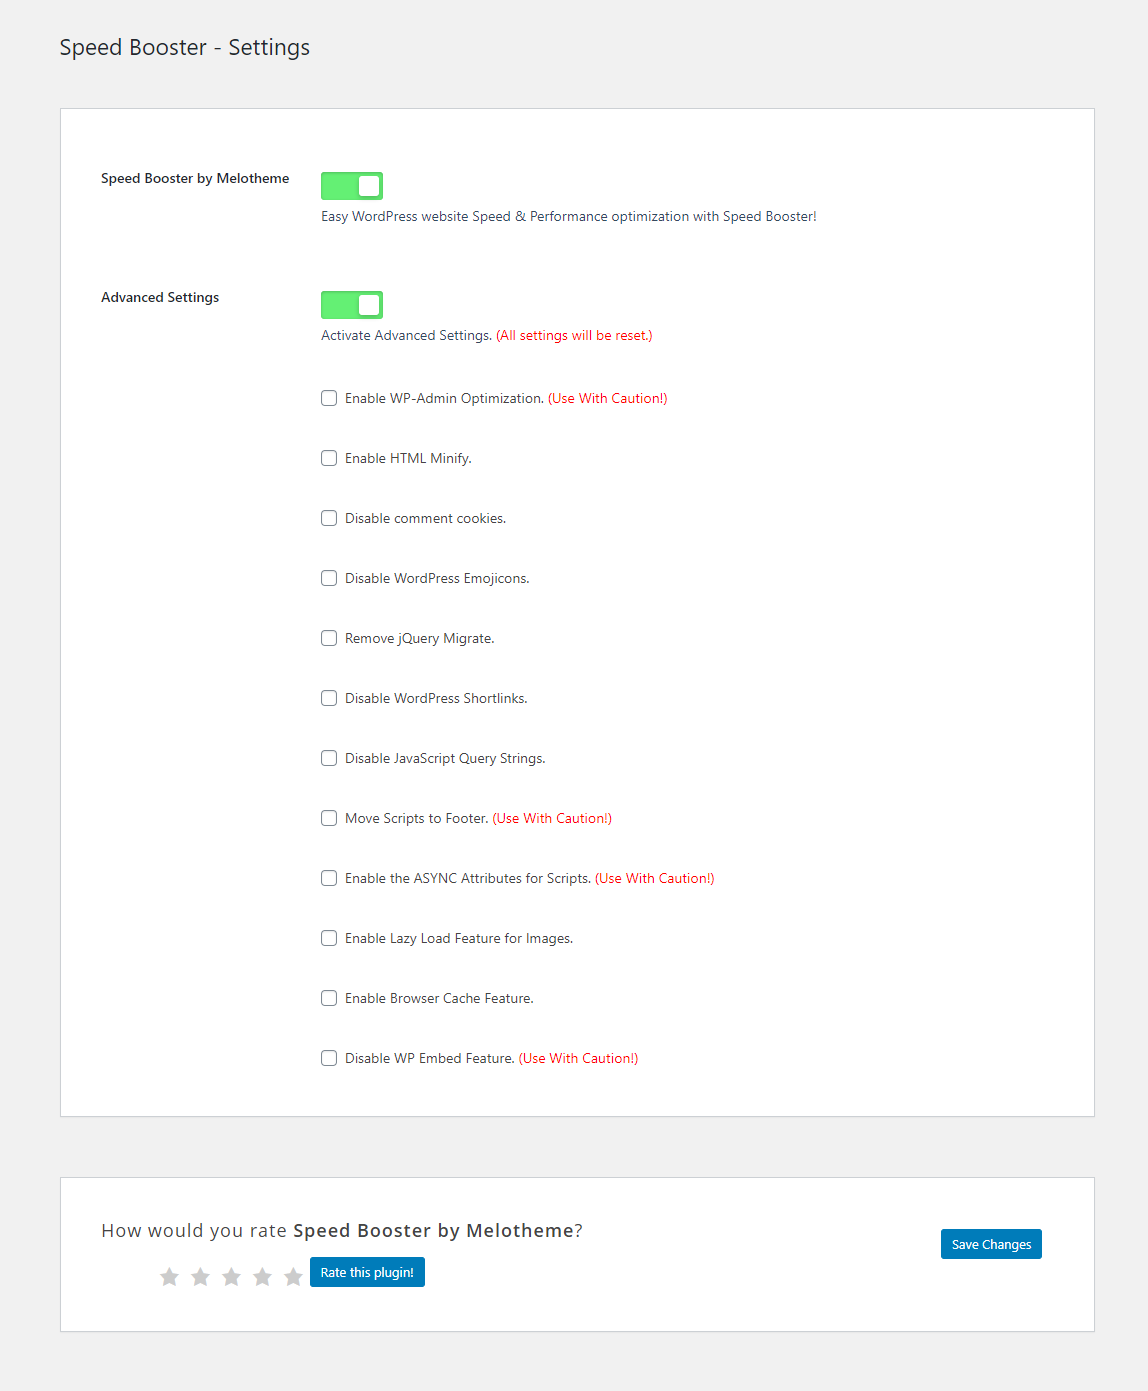 Speed Booster - Settings
Speed Booster by Melotheme
Easy WordPress website Speed & Performance optimization with Speed Booster!
Advanced Settings
Activate Advanced Settings. (All settings will be reset.)
Enable WP-Admin Optimization. (Use With Caution!)
Enable HTML Minify.
Disable comment cookies.
Disable WordPress Emojicons.
Remove jQuery Migrate.
Disable WordPress Shortlinks.
Disable JavaScript Query Strings.
Move Scripts to Footer. (Use With Caution!)
Enable the ASYNC Attributes for Scripts. (Use With Caution!)
Enable Lazy Load Feature for Images.
Enable Browser Cache Feature.
Disable WP Embed Feature. (Use With Caution!)
How would you rate Speed Booster by Melotheme?
Save Changes
Rate this plugin!